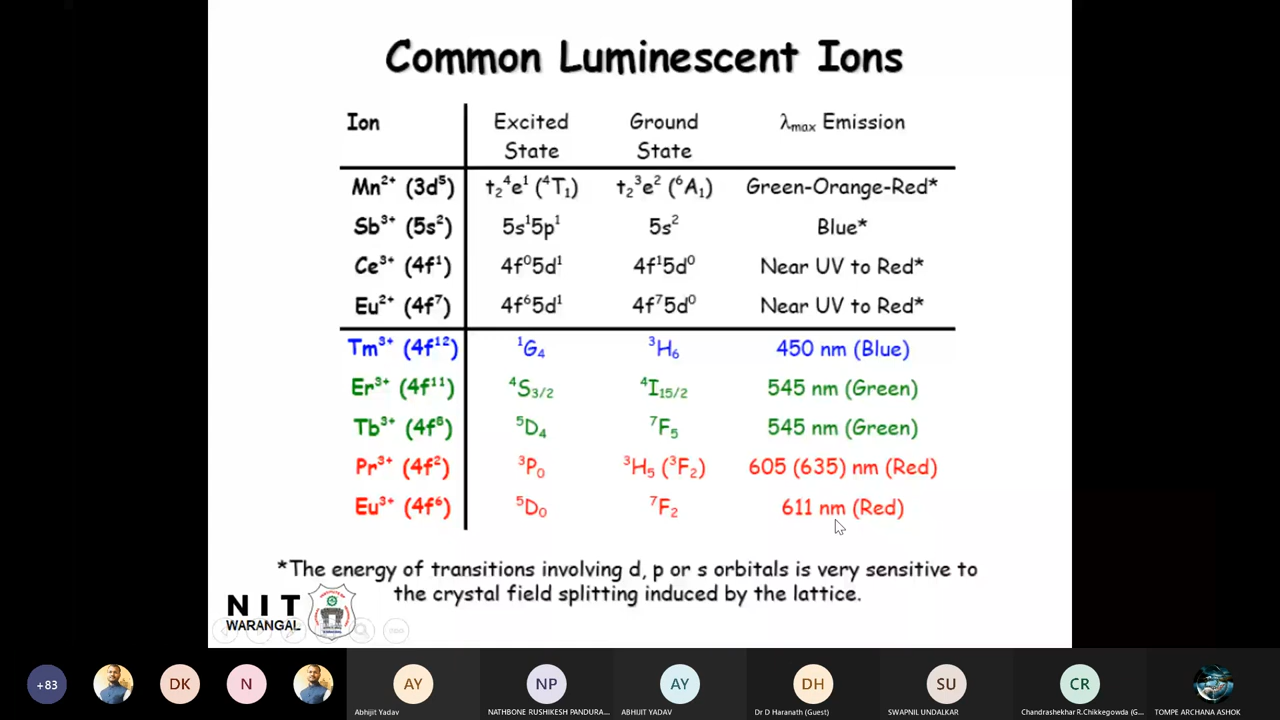 Common Luminescent Ions
Ion Excited State Ground State λmax Emission
Mn²⁺ (3d⁵) t₂⁴e¹ (⁴T₁) t₂³e² (⁶A₁) Green-Orange-Red*
Sb³⁺ (5s²) 5s¹5p¹ 5s² Blue*
Ce³⁺ (4f¹) 4f⁰5d¹ 4f¹5d⁰ Near UV to Red*
Eu²⁺ (4f⁷) 4f⁶5d¹ 4f⁷5d⁰ Near UV to Red*
Tm³⁺ (4f¹²) ¹G₄ ³H₆ 450 nm (Blue)
Er³⁺ (4f¹¹) ⁴S₃/₂ ⁴I₁₅/₂ 545 nm (Green)
Tb³⁺ (4f⁸) ⁵D₄ ⁷F₅ 545 nm (Green)
Pr³⁺ (4f²) ³P₀ ³H₅ (³F₂) 605 (635) nm (Red)
Eu³⁺ (4f⁶) ⁵D₀ ⁷F₂ 611 nm (Red)
*The energy of transitions involving d, p or s orbitals is very sensitive to
the crystal field splitting induced by the lattice.
NIT
WARANGAL
+83 DK N AY NP AY DH SU CR
Abhijit Yadav NATHBONE RUSHIKESH PANDURA... ABHIJIT YADAV Dr D Haranath (Guest) SWAPNIL UNDALKAR Chandrashekhar R.Chikkegowda (G... TOMPE ARCHANA ASHOK